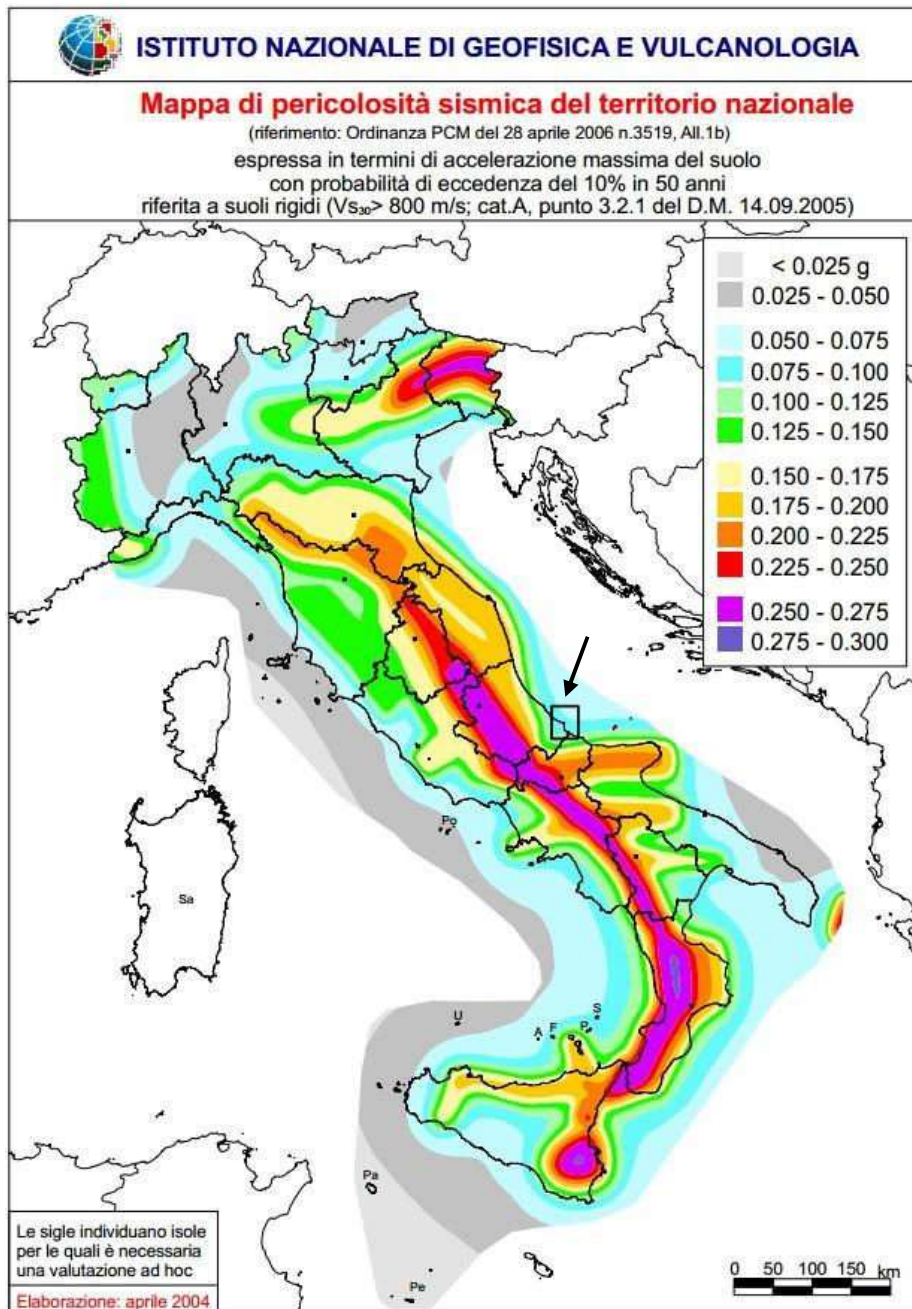 ISTITUTO NAZIONALE DI GEOFISICA E VULCANOLOGIA
Mappa di pericolosità sismica del territorio nazionale
(riferimento: Ordinanza PCM del 28 aprile 2006 n.3519, All.1b)
espressa in termini di accelerazione massima del suolo
con probabilità di eccedenza del 10% in 50 anni
riferita a suoli rigidi (Vs₃₀> 800 m/s; cat.A, punto 3.2.1 del D.M. 14.09.2005)
< 0.025 g
0.025 - 0.050
0.050 - 0.075
0.075 - 0.100
0.100 - 0.125
0.125 - 0.150
0.150 - 0.175
0.175 - 0.200
0.200 - 0.225
0.225 - 0.250
0.250 - 0.275
0.275 - 0.300
Po
Sa
U
A
F
P
S
Pa
Pe
Le sigle individuano isole
per le quali è necessaria
una valutazione ad hoc
Elaborazione: aprile 2004
0 50 100 150 km